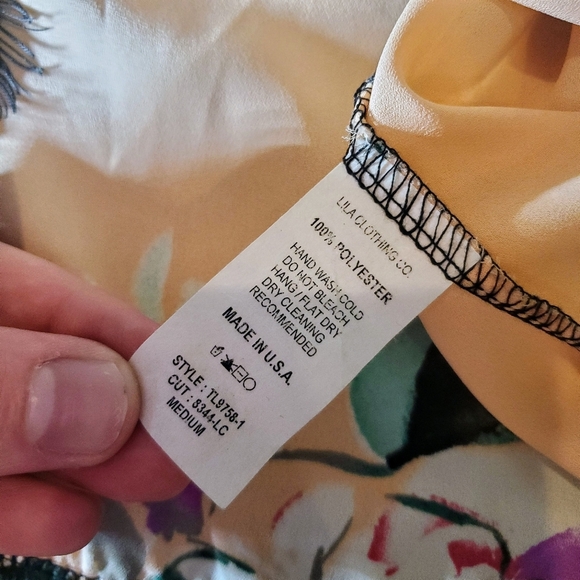 LILA CLOTHING CO.
100% POLYESTER
HAND WASH COLD
DO NOT BLEACH
HANG / FLAT DRY
DRY CLEANING
RECOMMENDED
MADE IN U.S.A.
STYLE : TL9758-1
CUT : 8344-LC
MEDIUM